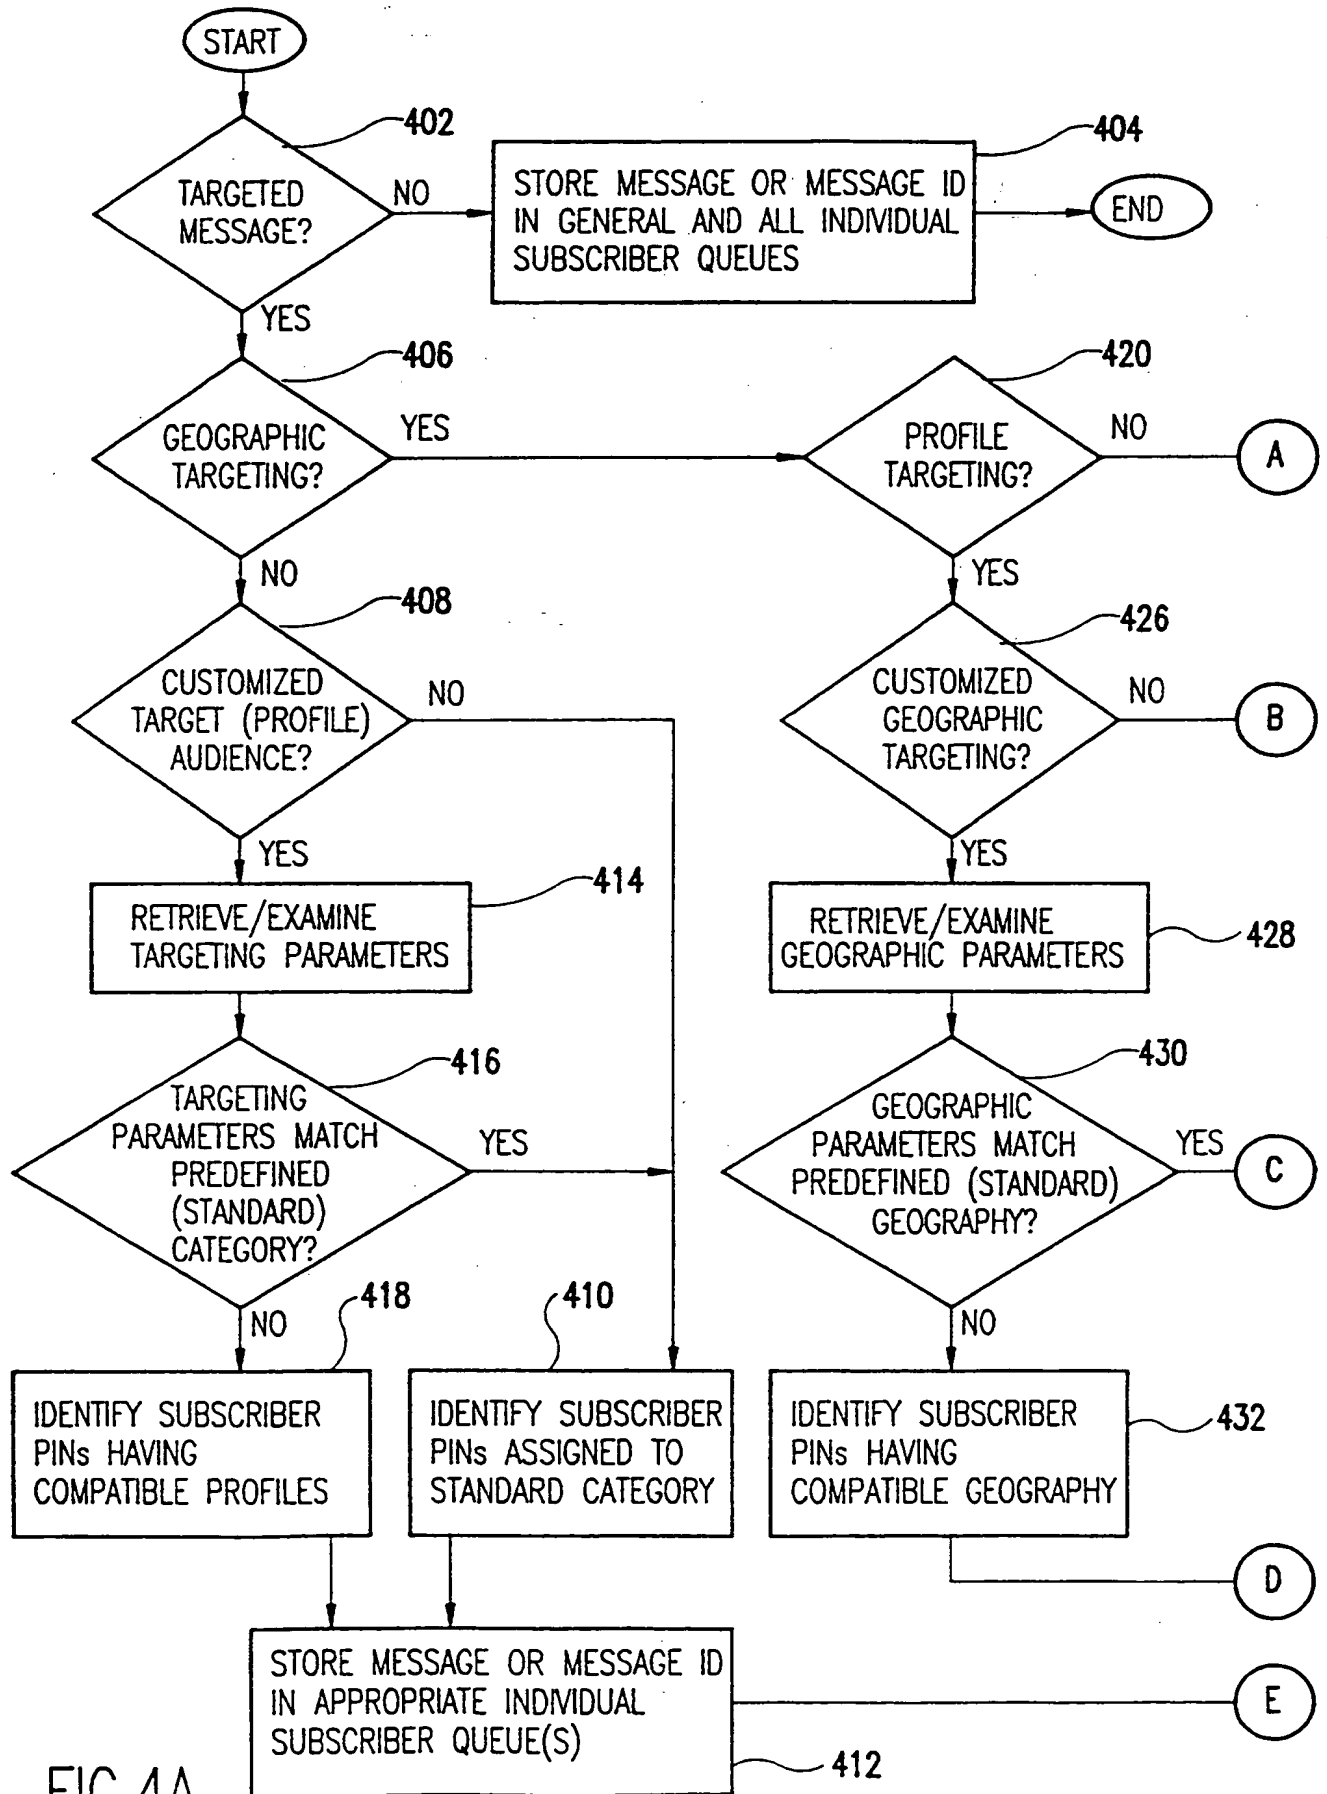 START
402
TARGETED
MESSAGE?
NO
STORE MESSAGE OR MESSAGE ID
IN GENERAL AND ALL INDIVIDUAL
SUBSCRIBER QUEUES
404
END
YES
406
GEOGRAPHIC
TARGETING?
YES
420
PROFILE
TARGETING?
NO
A
NO
YES
408
CUSTOMIZED
TARGET (PROFILE)
AUDIENCE?
NO
426
CUSTOMIZED
GEOGRAPHIC
TARGETING?
NO
B
YES
YES
414
RETRIEVE/EXAMINE
TARGETING PARAMETERS
RETRIEVE/EXAMINE
GEOGRAPHIC PARAMETERS
428
416
TARGETING
PARAMETERS MATCH
PREDEFINED
(STANDARD)
CATEGORY?
YES
430
GEOGRAPHIC
PARAMETERS MATCH
PREDEFINED (STANDARD)
GEOGRAPHY?
YES
C
NO
418
410
NO
IDENTIFY SUBSCRIBER
PINs HAVING
COMPATIBLE PROFILES
IDENTIFY SUBSCRIBER
PINs ASSIGNED TO
STANDARD CATEGORY
IDENTIFY SUBSCRIBER
PINs HAVING
COMPATIBLE GEOGRAPHY
432
D
STORE MESSAGE OR MESSAGE ID
IN APPROPRIATE INDIVIDUAL
SUBSCRIBER QUEUE(S)
E
412
FIG.4A